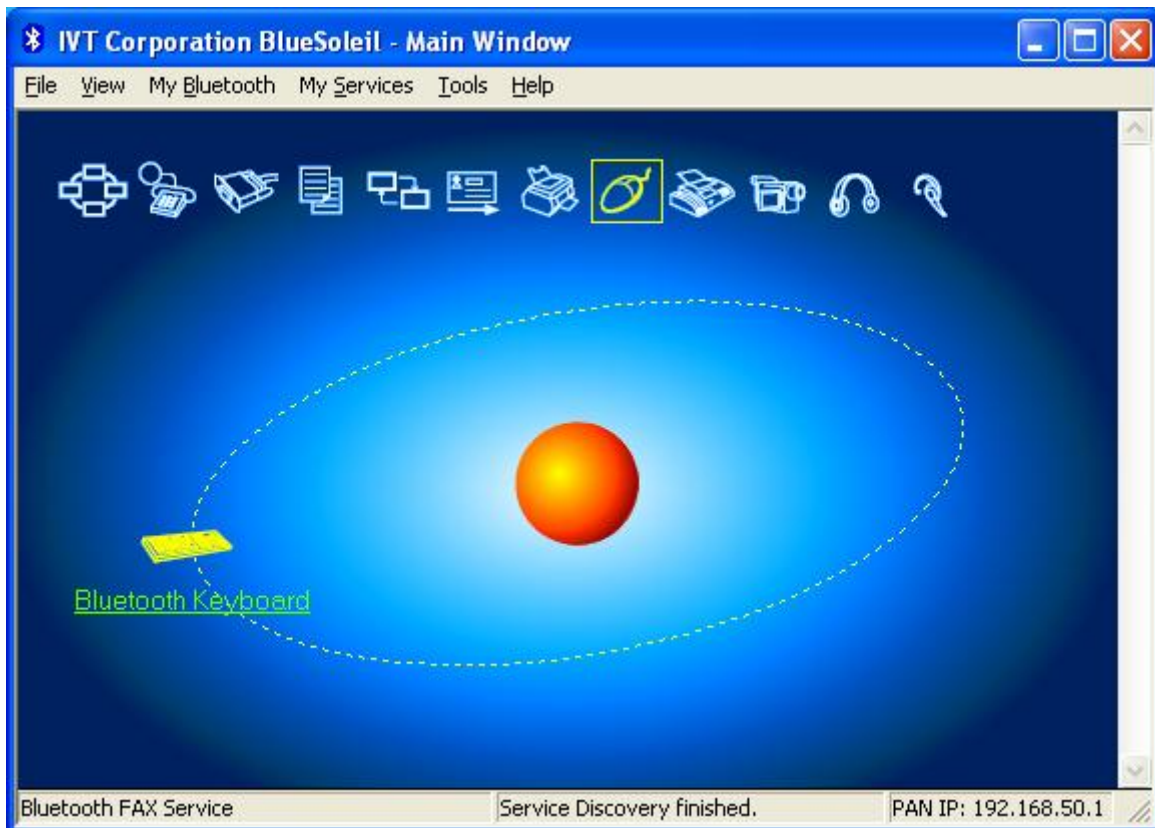 IVT Corporation BlueSoleil - Main Window
File View My Bluetooth My Services Tools Help
Bluetooth Keyboard
Bluetooth FAX Service Service Discovery finished. PAN IP: 192.168.50.1